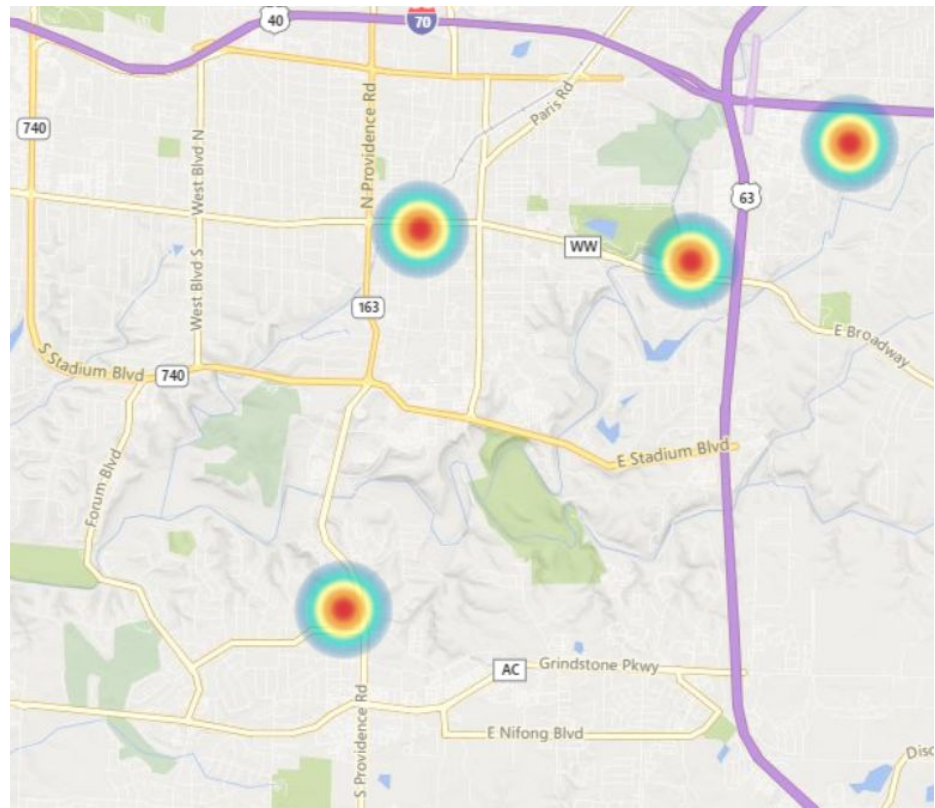 40
70
740
West Blvd N
N Providence Rd
Paris Rd
63
WW
West Blvd S
163
E Broadway
S Stadium Blvd
740
E Stadium Blvd
Forum Blvd
AC
Grindstone Pkwy
S Providence Rd
E Nifong Blvd
Disc